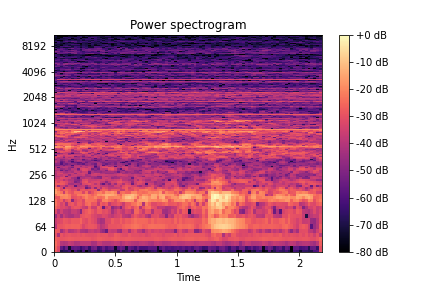 Power spectrogram
8192
4096
2048
1024
512
256
128
64
0
Hz
0
0.5
1
1.5
2
Time
+0 dB
-10 dB
-20 dB
-30 dB
-40 dB
-50 dB
-60 dB
-70 dB
-80 dB